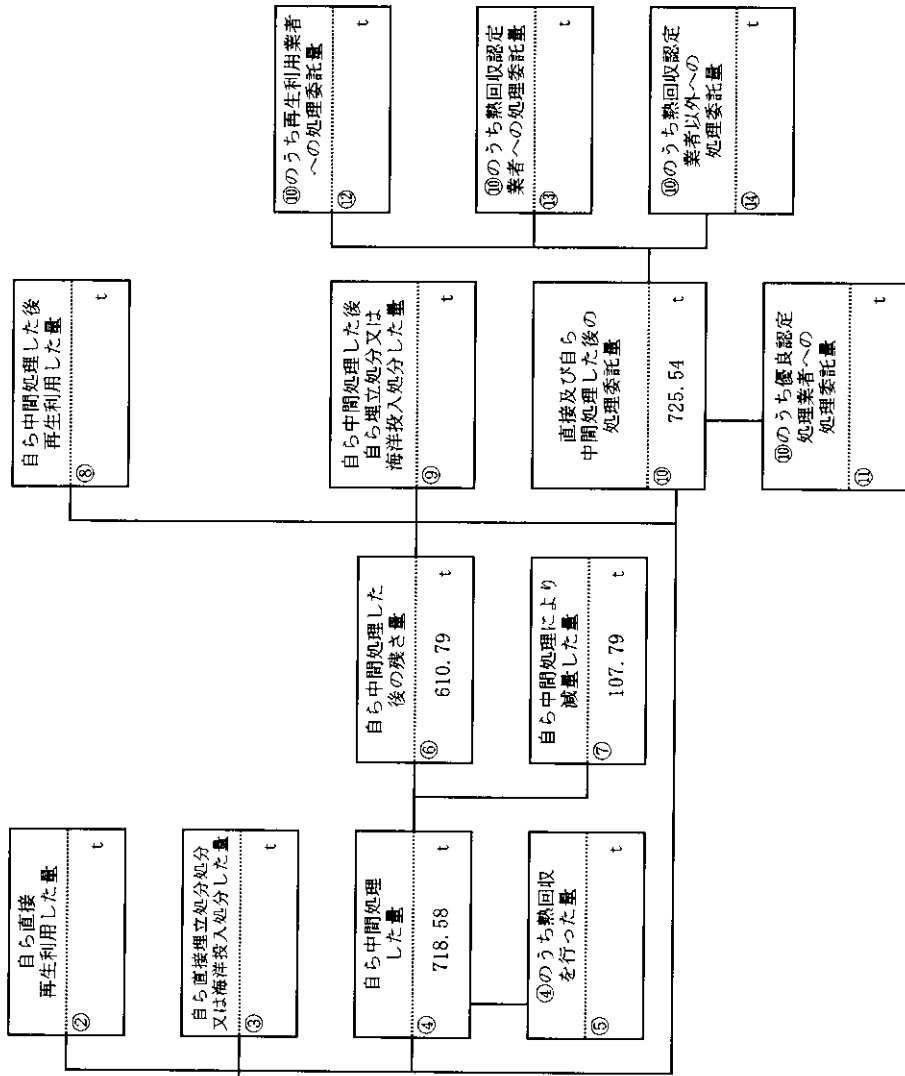 自ら直接
再生利用した量
② t
自ら直接埋立処分処分
又は海洋投入処分した量
③ t
自ら中間処理
した量
④ 718.58 t
④のうち熱回収
を行った量
⑤ t
自ら中間処理した
後の残さ量
⑥ 610.79 t
自ら中間処理により
減量した量
⑦ 107.79 t
自ら中間処理した後
再生利用した量
⑧ t
自ら中間処理した後
自ら埋立処分又は
海洋投入処分した量
⑨ t
直接及び自ら
中間処理した後の
処理委託量
⑩ 725.54 t
⑩のうち優良認定
処理業者への
処理委託量
⑪ t
⑩のうち再生利用業者
への処理委託量
⑫ t
⑩のうち熱回収認定
業者への処理委託量
⑬ t
⑩のうち熱回収認定
業者以外への
処理委託量
⑭ t